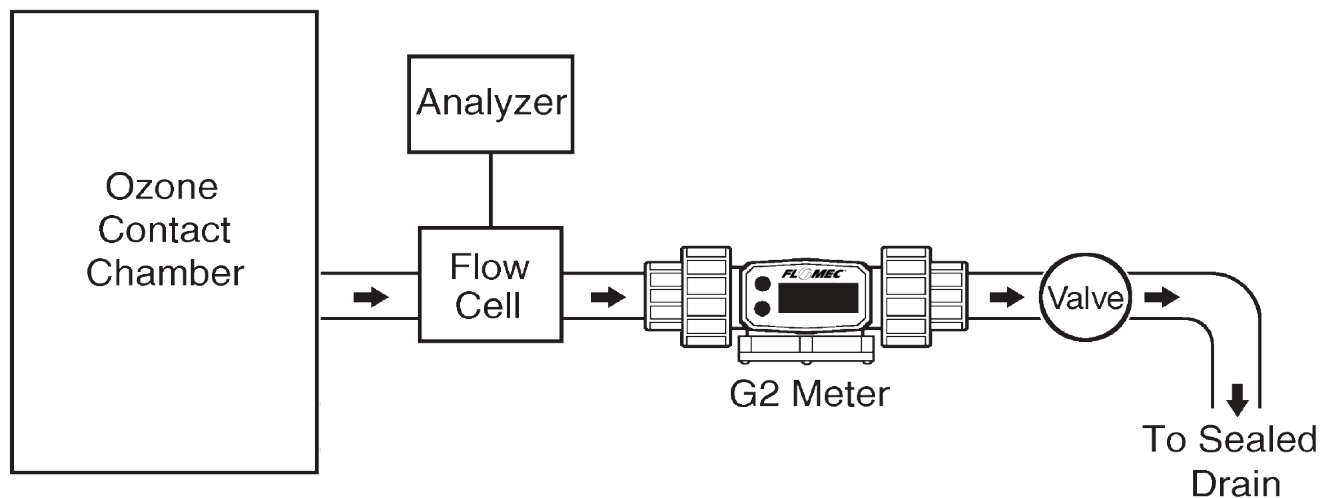 Analyzer
Ozone
Contact
Chamber
Flow
Cell
FLOMEC
Valve
G2 Meter
To Sealed
Drain